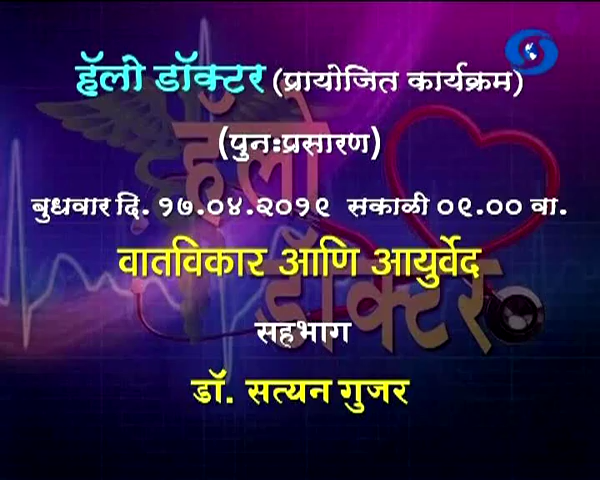 हॅलो डॉक्टर (प्रायोजित कार्यक्रम)
(पुनःप्रसारण)
बुधवार दि. १७.०४.२०१९ सकाळी ०९.०० वा.
वातविकार आणि आयुर्वेद
सहभाग
डॉ. सत्यन गुजर
हॅलो
डॉक्टर